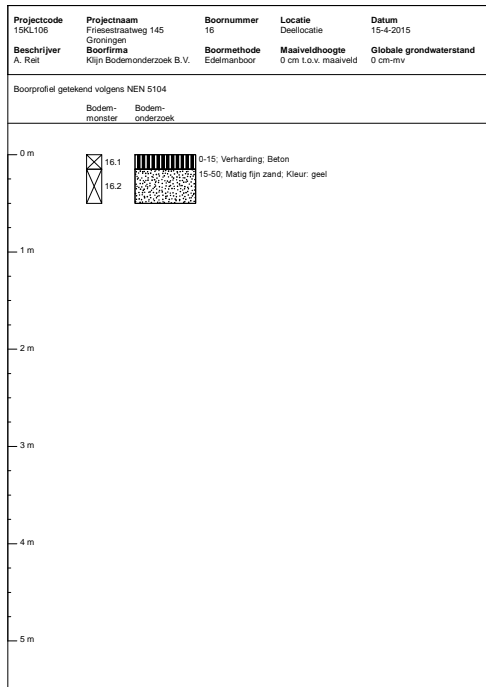 Projectcode Projectnaam Boornummer Locatie Datum
15KL106 Friesestraatweg 145 16 Deellocatie 15-4-2015
Groningen
Beschrijver Boorfirma Boormethode Maaiveldhoogte Globale grondwaterstand
A. Reit Klijn Bodemonderzoek B.V. Edelmanboor 0 cm t.o.v. maaiveld 0 cm-mv
Boorprofiel getekend volgens NEN 5104
Bodem- Bodem-
monster onderzoek
0 m 16.1 0-15; Verharding; Beton
15-50; Matig fijn zand; Kleur: geel
16.2
1 m
2 m
3 m
4 m
5 m